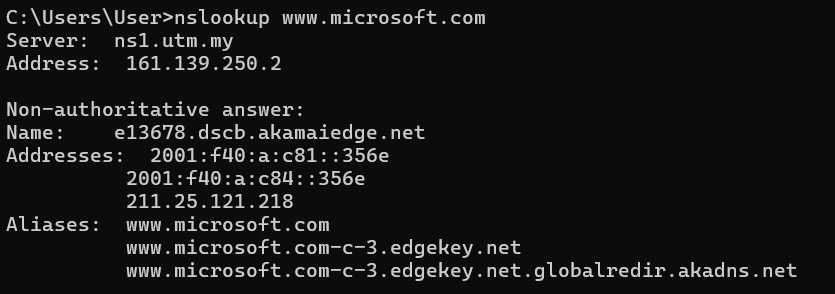 C:\Users\User>nslookup www.microsoft.com
Server:  ns1.utm.my
Address:  161.139.250.2

Non-authoritative answer:
Name:    e13678.dscb.akamaiedge.net
Addresses:  2001:f40:a:c81::356e
          2001:f40:a:c84::356e
          211.25.121.218
Aliases:  www.microsoft.com
          www.microsoft.com-c-3.edgekey.net
          www.microsoft.com-c-3.edgekey.net.globalredir.akadns.net